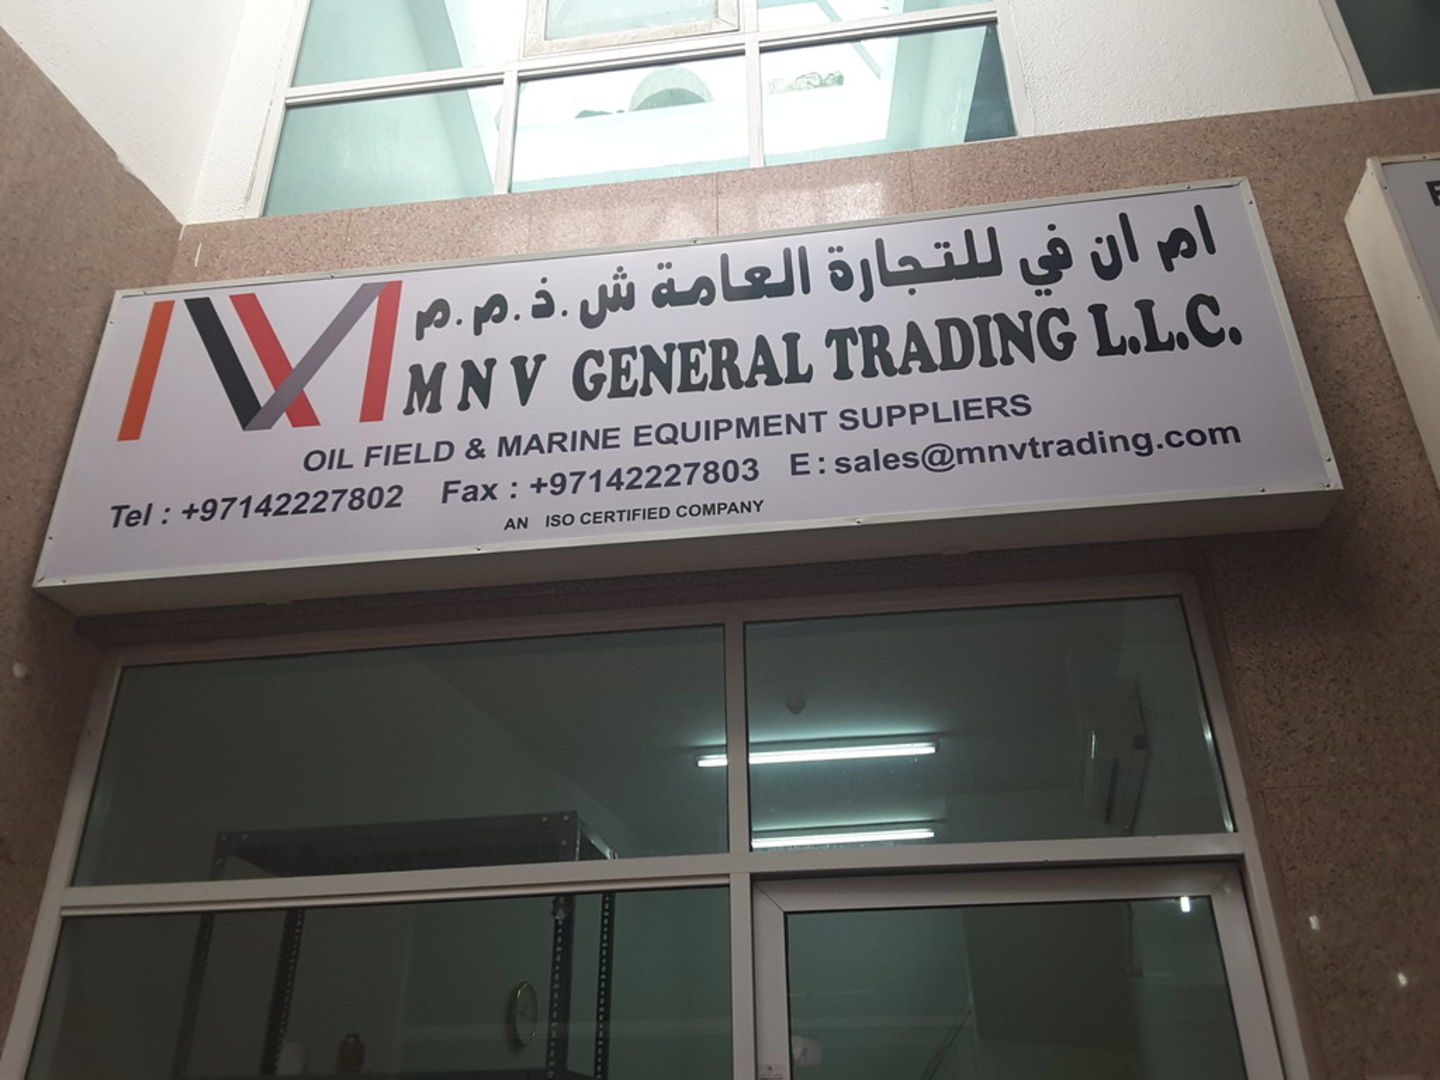 ام ان في للتجارة العامة ش.ذ.م.م
M N V GENERAL TRADING L.L.C.
OIL FIELD & MARINE EQUIPMENT SUPPLIERS
Tel : +97142227802 Fax : +97142227803 E : sales@mnvtrading.com
AN ISO CERTIFIED COMPANY